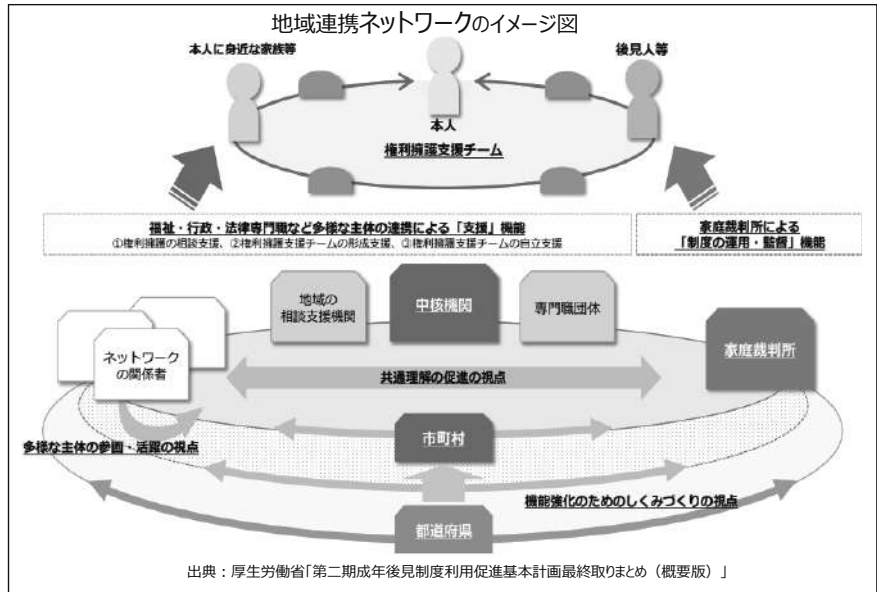 地域連携ネットワークのイメージ図
本人に身近な家族等
後見人等
本人
権利擁護支援チーム
福祉・行政・法律専門職など多様な主体の連携による「支援」機能
①権利擁護の相談支援、②権利擁護支援チームの形成支援、③権利擁護支援チームの自立支援
家庭裁判所による
「制度の運用・監督」機能
地域の
相談支援機関
中核機関
専門職団体
家庭裁判所
ネットワーク
の関係者
共通理解の促進の視点
市町村
多様な主体の参画・活躍の視点
機能強化のためのしくみづくりの視点
都道府県
出典:厚生労働省「第二期成年後見制度利用促進基本計画最終取りまとめ(概要版)」